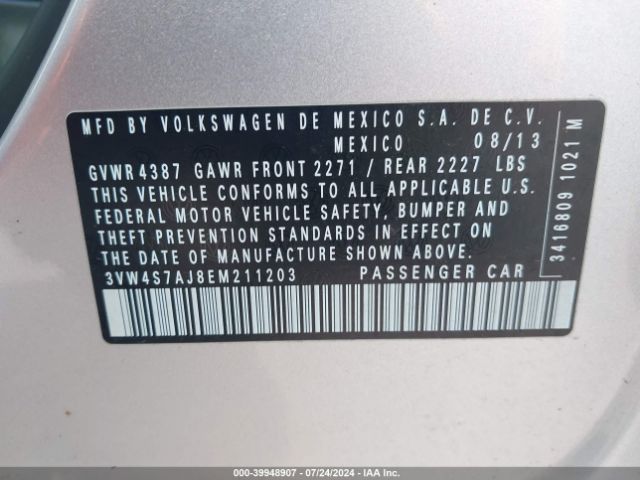 MFD BY VOLKSWAGEN DE MEXICO S.A. DE C.V.
MEXICO 08/13
GVWR 4387 GAWR FRONT 2271 / REAR 2227 LBS
THIS VEHICLE CONFORMS TO ALL APPLICABLE U.S.
FEDERAL MOTOR VEHICLE SAFETY, BUMPER AND
THEFT PREVENTION STANDARDS IN EFFECT ON
THE DATE OF MANUFACTURE SHOWN ABOVE.
3VW4S7AJ8EM211203 PASSENGER CAR
3416809 1021 M
000-39948907 - 07/24/2024 - IAAI.COM